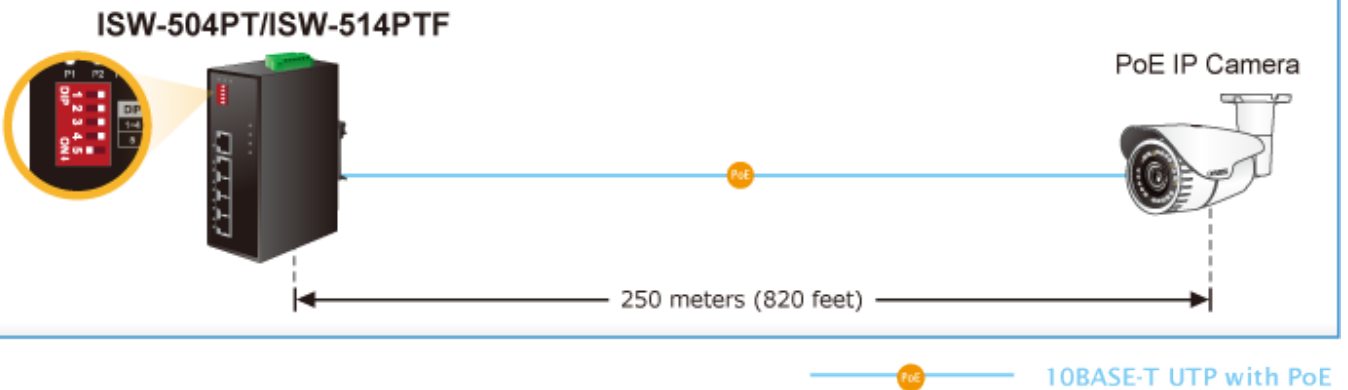 ISW-504PT/ISW-514PTF
P1 P2
DIP
1 2 3 4 5
ON
DIP
1~4
5
PoE IP Camera
PoE
250 meters (820 feet)
PoE 10BASE-T UTP with PoE